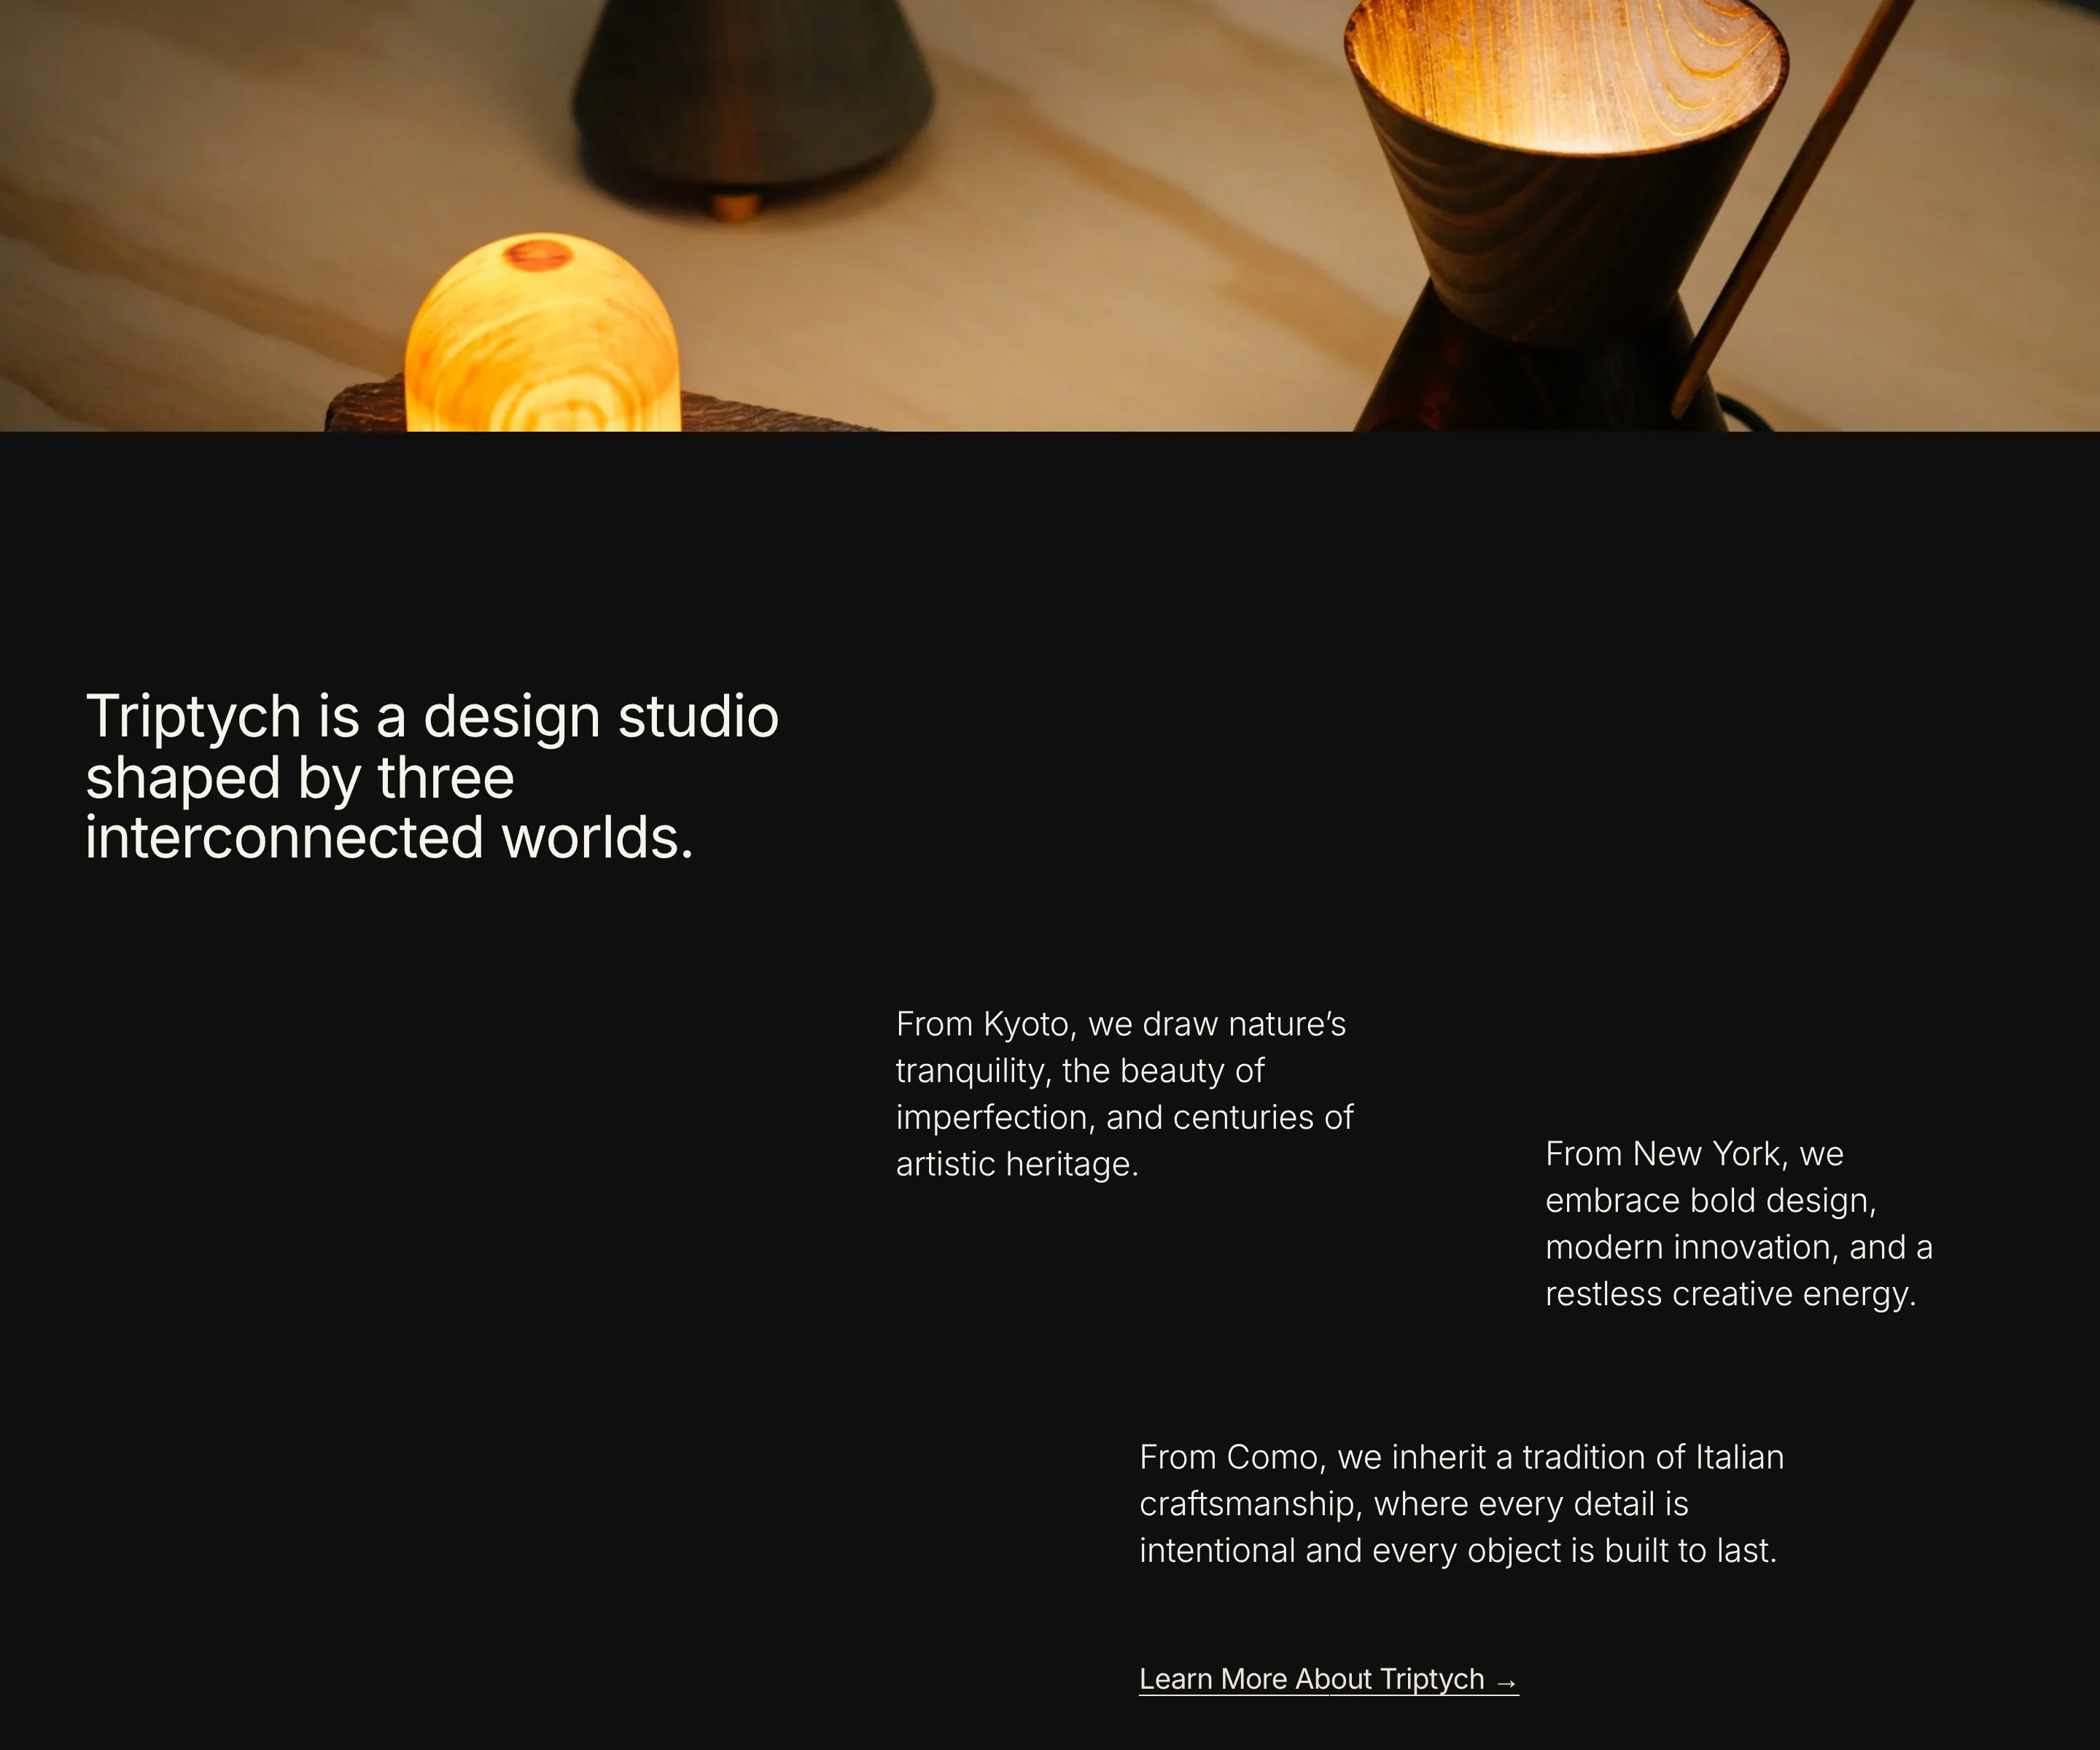 Triptych is a design studio
shaped by three
interconnected worlds.
From Kyoto, we draw nature’s
tranquility, the beauty of
imperfection, and centuries of
artistic heritage.
From New York, we
embrace bold design,
modern innovation, and a
restless creative energy.
From Como, we inherit a tradition of Italian
craftsmanship, where every detail is
intentional and every object is built to last.
Learn More About Triptych →